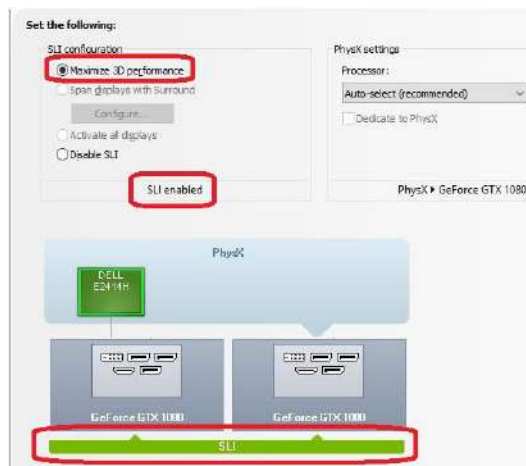 Set the following:
SLI configuration
Maximize 3D performance
Span displays with Surround
Configure...
Activate all displays
Disable SLI
SLI enabled
PhysX settings
Processor:
Auto-select (recommended)
Dedicate to PhysX
PhysX ▸ GeForce GTX 1080
PhysX
DELL
E2414H
GeForce GTX 1080
GeForce GTX 1080
SLI